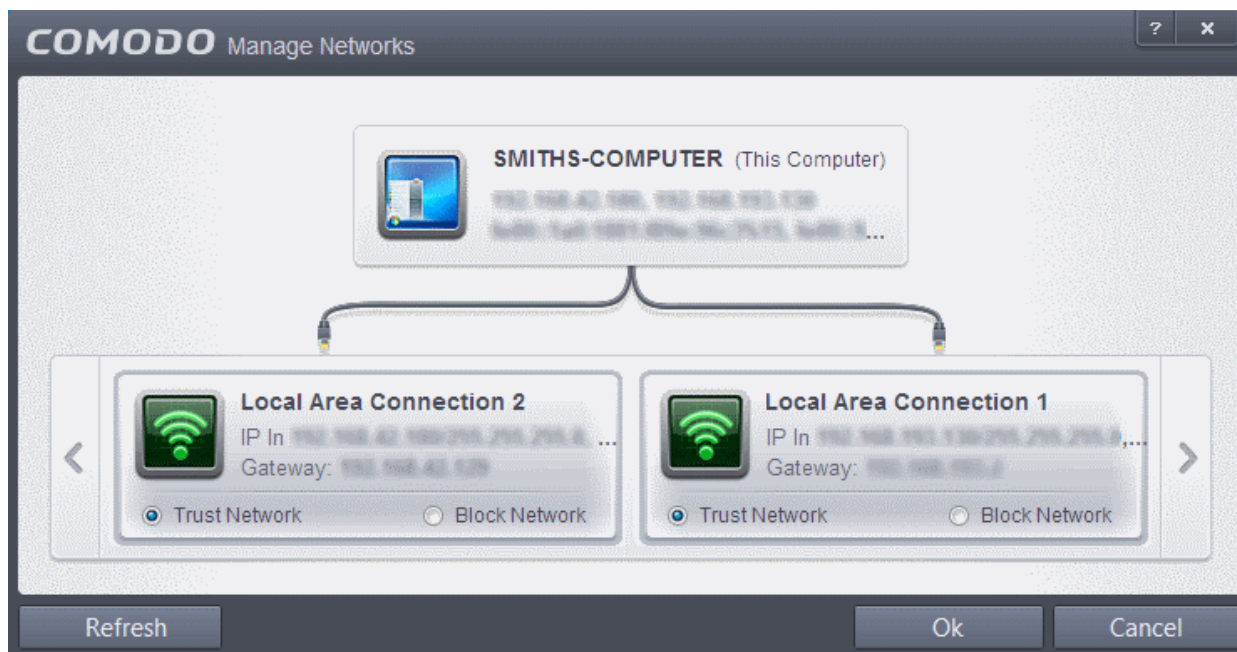 COMODO Manage Networks
? x
SMITHS-COMPUTER (This Computer)
...
Local Area Connection 2
IP In ...
Gateway:
Trust Network
Block Network
Local Area Connection 1
IP In ,...
Gateway:
Trust Network
Block Network
Refresh
Ok
Cancel